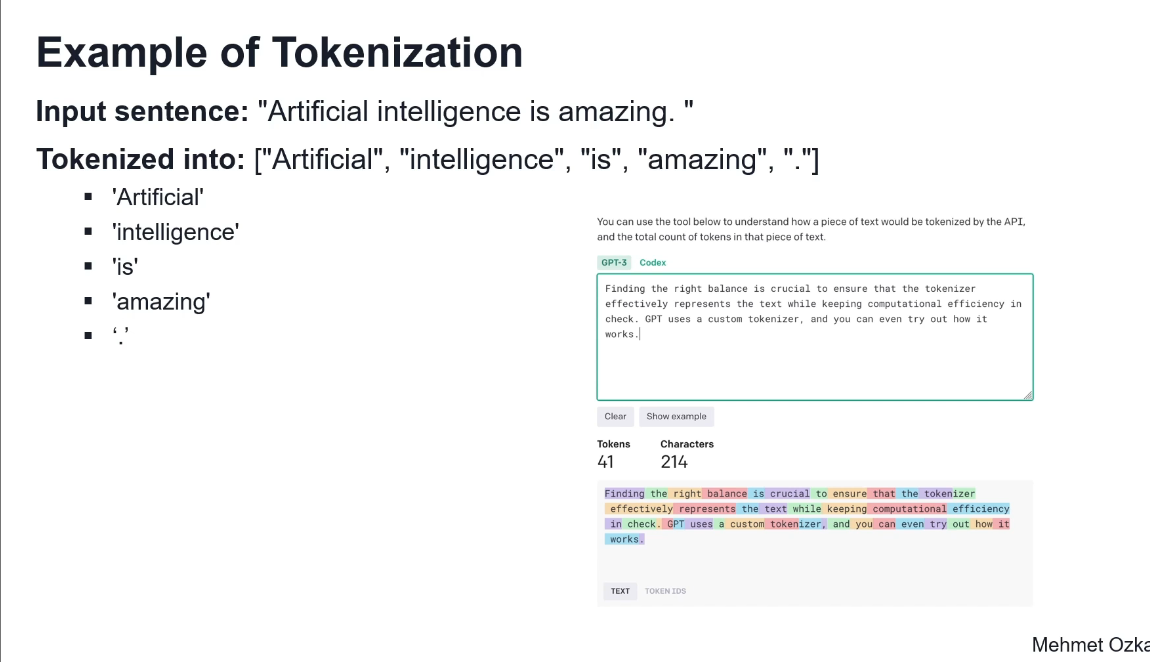 Example of Tokenization
Input sentence: "Artificial intelligence is amazing. "
Tokenized into: ["Artificial", "intelligence", "is", "amazing", "."]
▪ 'Artificial'
▪ 'intelligence'
▪ 'is'
▪ 'amazing'
▪ ‘.’
You can use the tool below to understand how a piece of text would be tokenized by the API,
and the total count of tokens in that piece of text.
GPT-3 Codex
Finding the right balance is crucial to ensure that the tokenizer
effectively represents the text while keeping computational efficiency in
check. GPT uses a custom tokenizer, and you can even try out how it
works.
Clear Show example
Tokens Characters
41 214
Finding the right balance is crucial to ensure that the tokenizer
effectively represents the text while keeping computational efficiency
in check. GPT uses a custom tokenizer, and you can even try out how it
works.
TEXT TOKEN IDS
Mehmet Ozka